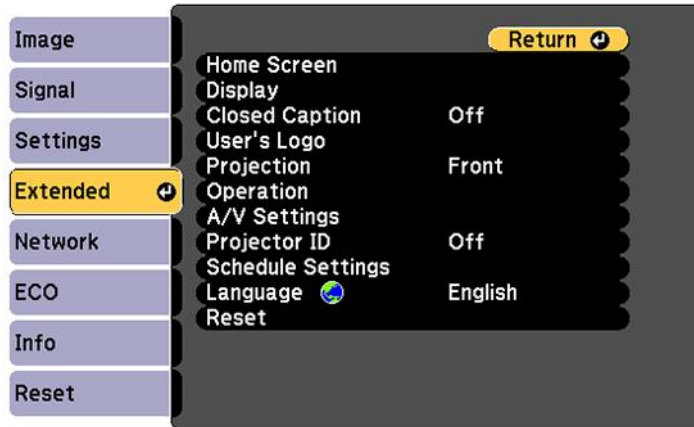 Image
Signal
Settings
Extended
Network
ECO
Info
Reset
Return
Home Screen
Display
Closed Caption Off
User's Logo
Projection Front
Operation
A/V Settings
Projector ID Off
Schedule Settings
Language English
Reset